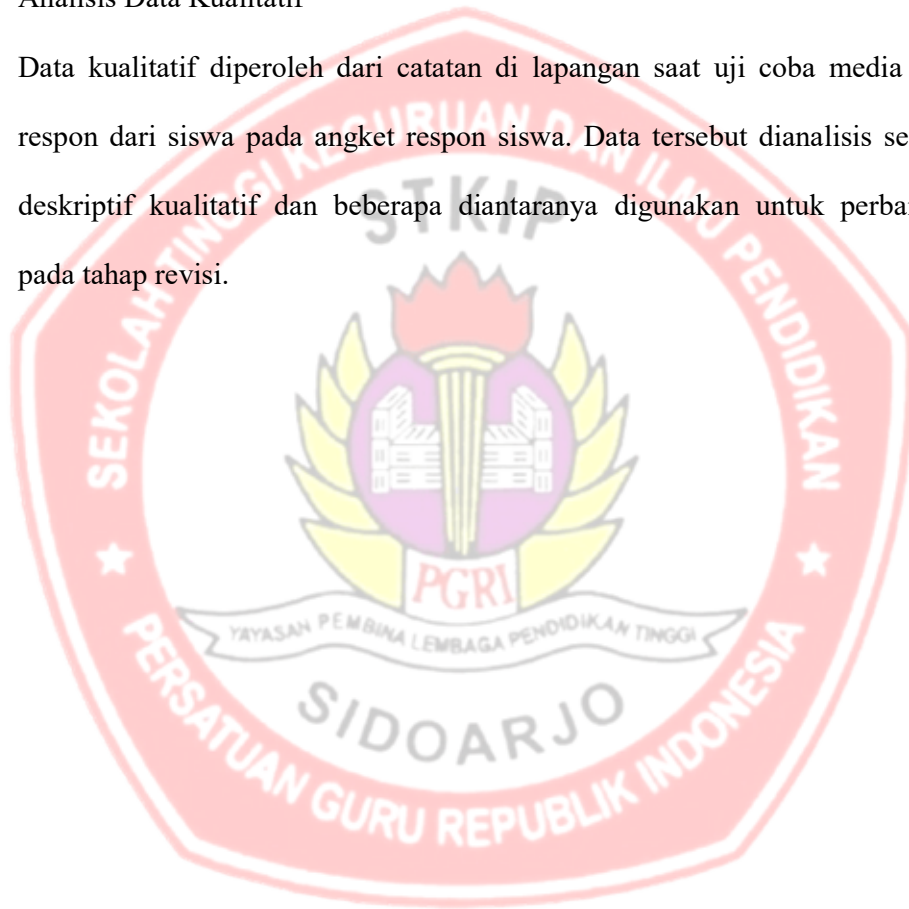 Analisis Data Kualitatif
Data kualitatif diperoleh dari catatan di lapangan saat uji coba media
respon dari siswa pada angket respon siswa. Data tersebut dianalisis se
deskriptif kualitatif dan beberapa diantaranya digunakan untuk perba
pada tahap revisi.
SEKOLAH TINGGI KEGURUAN DAN ILMU PENDIDIKAN
STKIP
PGRI
YAYASAN PEMBINA LEMBAGA PENDIDIKAN TINGGI
SIDOARJO
PERSATUAN GURU REPUBLIK INDONESIA